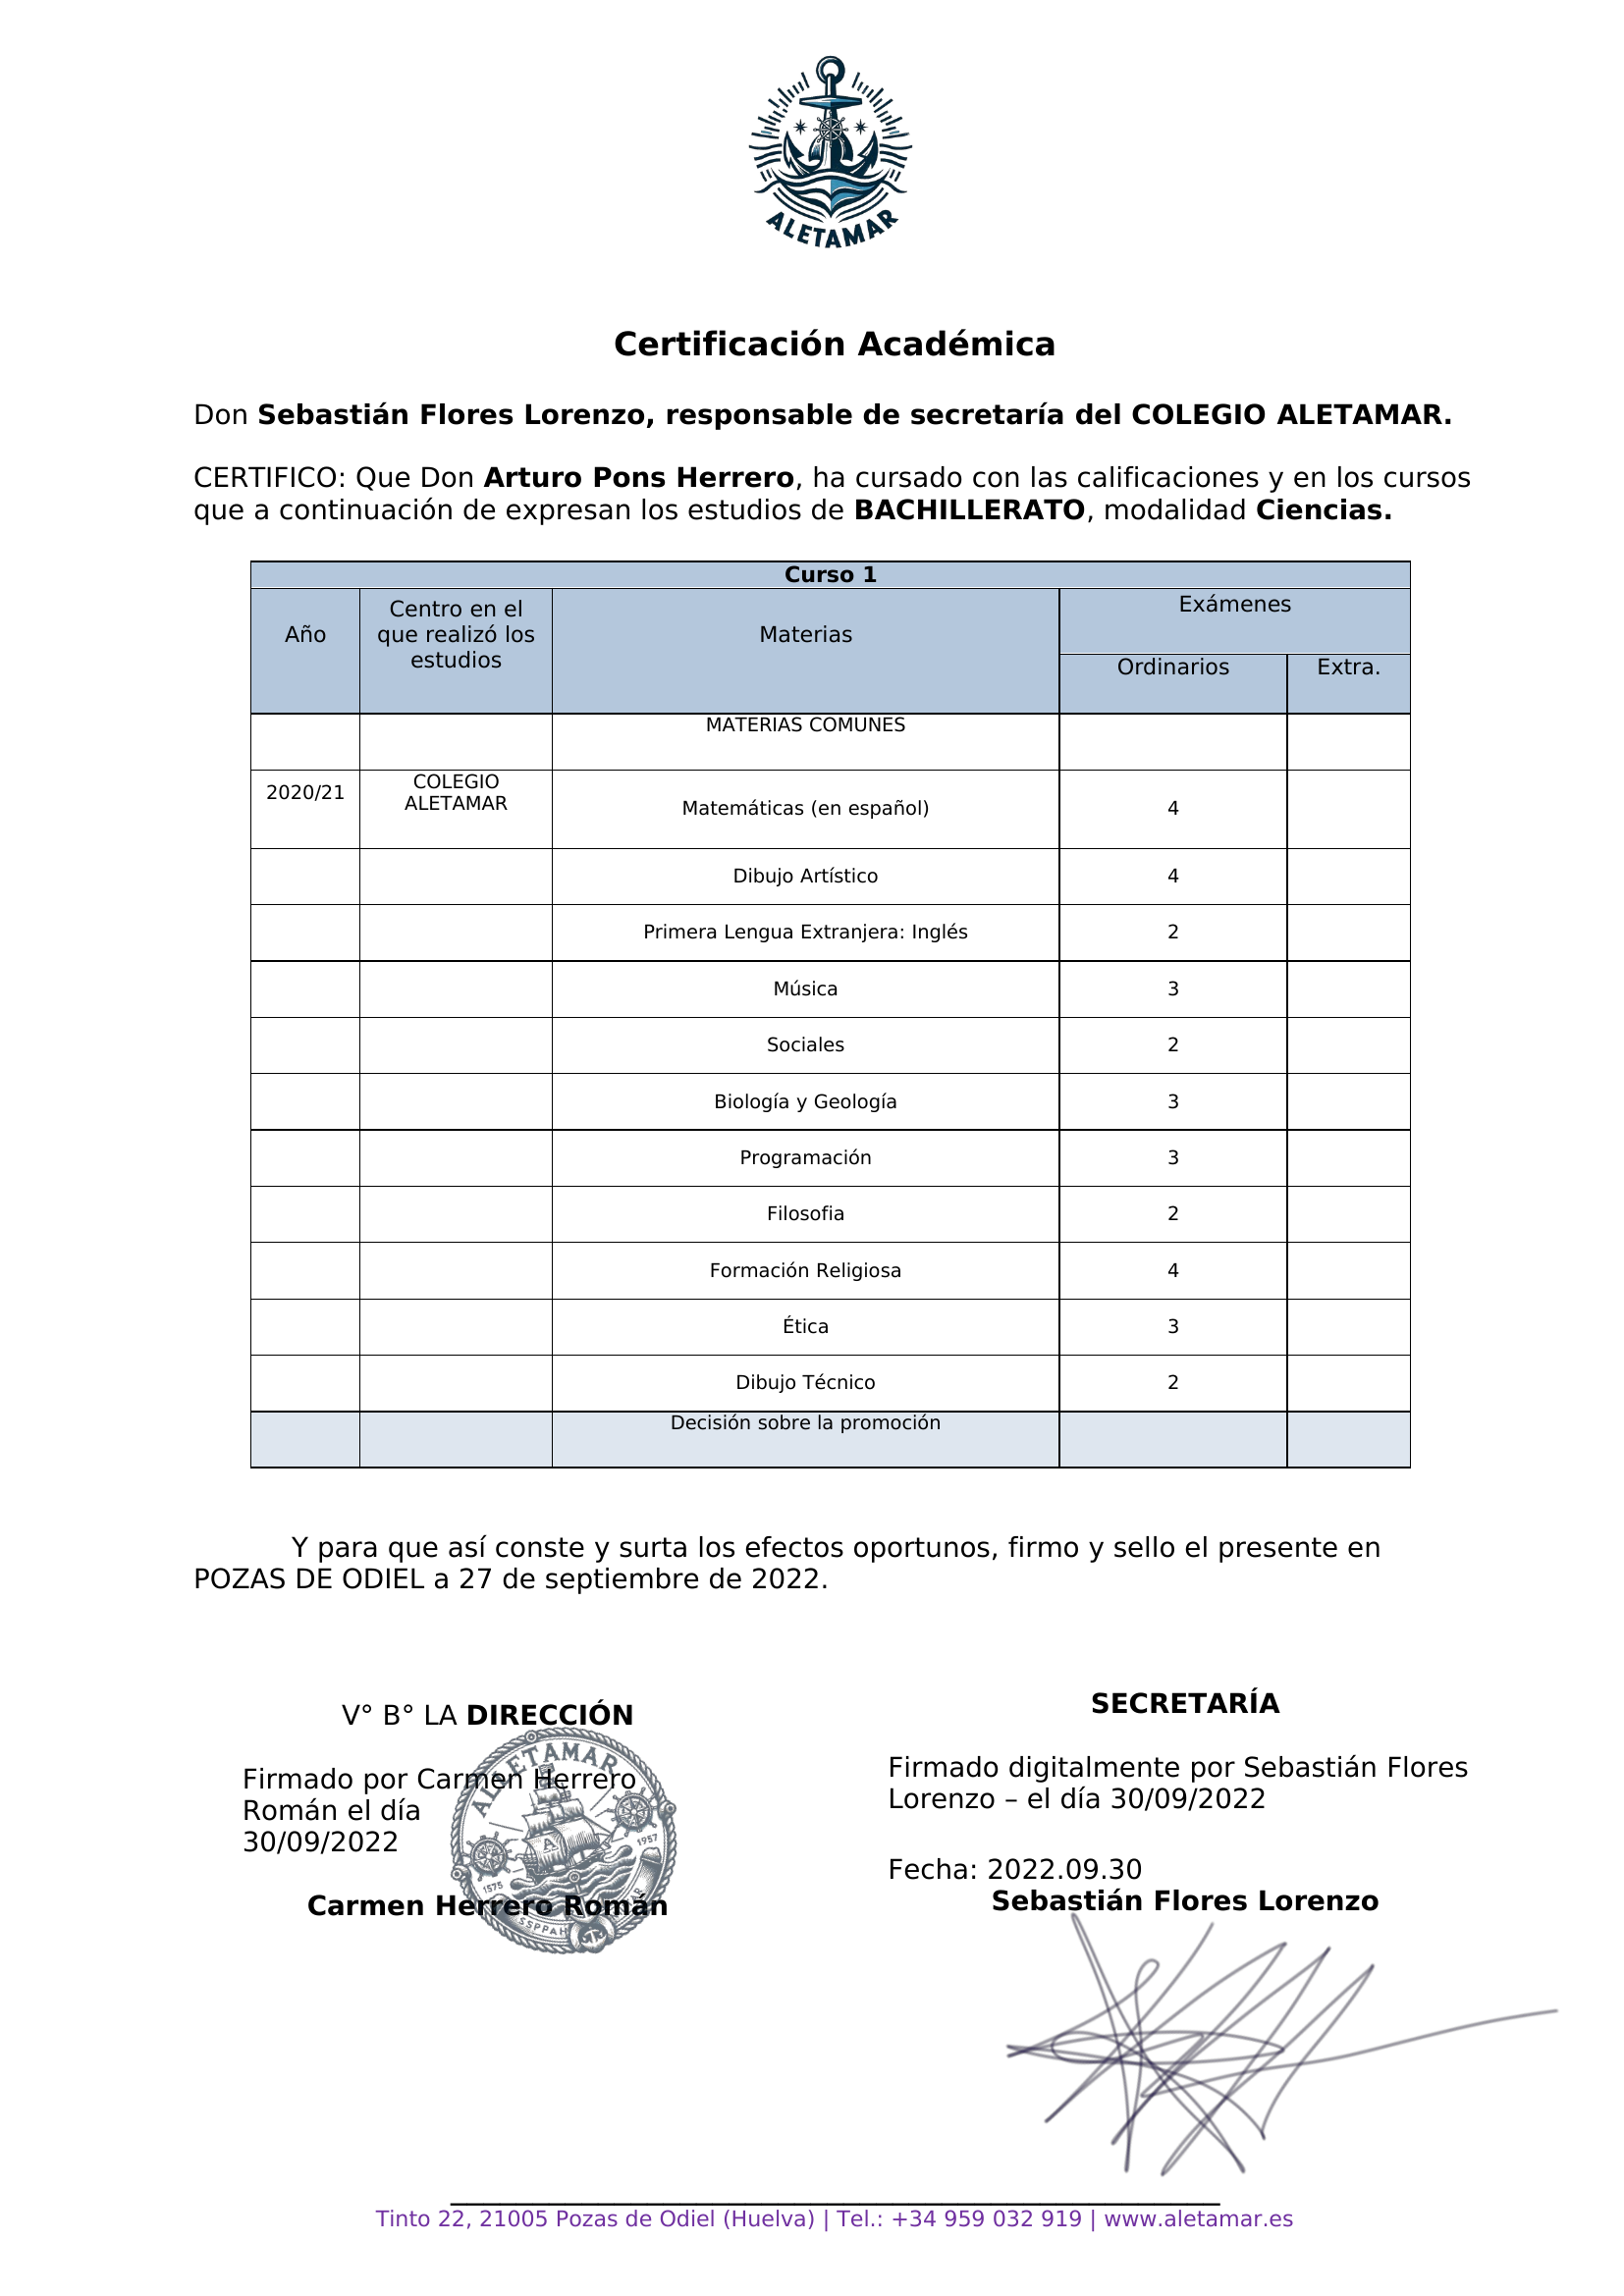 ALETAMAR
Certificación Académica
Don Sebastián Flores Lorenzo, responsable de secretaría del COLEGIO ALETAMAR.
CERTIFICO: Que Don Arturo Pons Herrero, ha cursado con las calificaciones y en los cursos
que a continuación de expresan los estudios de BACHILLERATO, modalidad Ciencias.
Curso 1
Año
Centro en el
que realizó los
estudios
Materias
Exámenes
Ordinarios
Extra.
MATERIAS COMUNES
2020/21
COLEGIO
ALETAMAR
Matemáticas (en español) 4
Dibujo Artístico 4
Primera Lengua Extranjera: Inglés 2
Música 3
Sociales 2
Biología y Geología 3
Programación 3
Filosofia 2
Formación Religiosa 4
Ética 3
Dibujo Técnico 2
Decisión sobre la promoción
Y para que así conste y surta los efectos oportunos, firmo y sello el presente en
POZAS DE ODIEL a 27 de septiembre de 2022.
V° B° LA DIRECCIÓN
Firmado por Carmen Herrero
Román el día
30/09/2022
Carmen Herrero Román
ALLETAMAR
A
1957
1575
SSPPAH
SECRETARÍA
Firmado digitalmente por Sebastián Flores
Lorenzo – el día 30/09/2022
Fecha: 2022.09.30
Sebastián Flores Lorenzo
Tinto 22, 21005 Pozas de Odiel (Huelva) | Tel.: +34 959 032 919 | www.aletamar.es